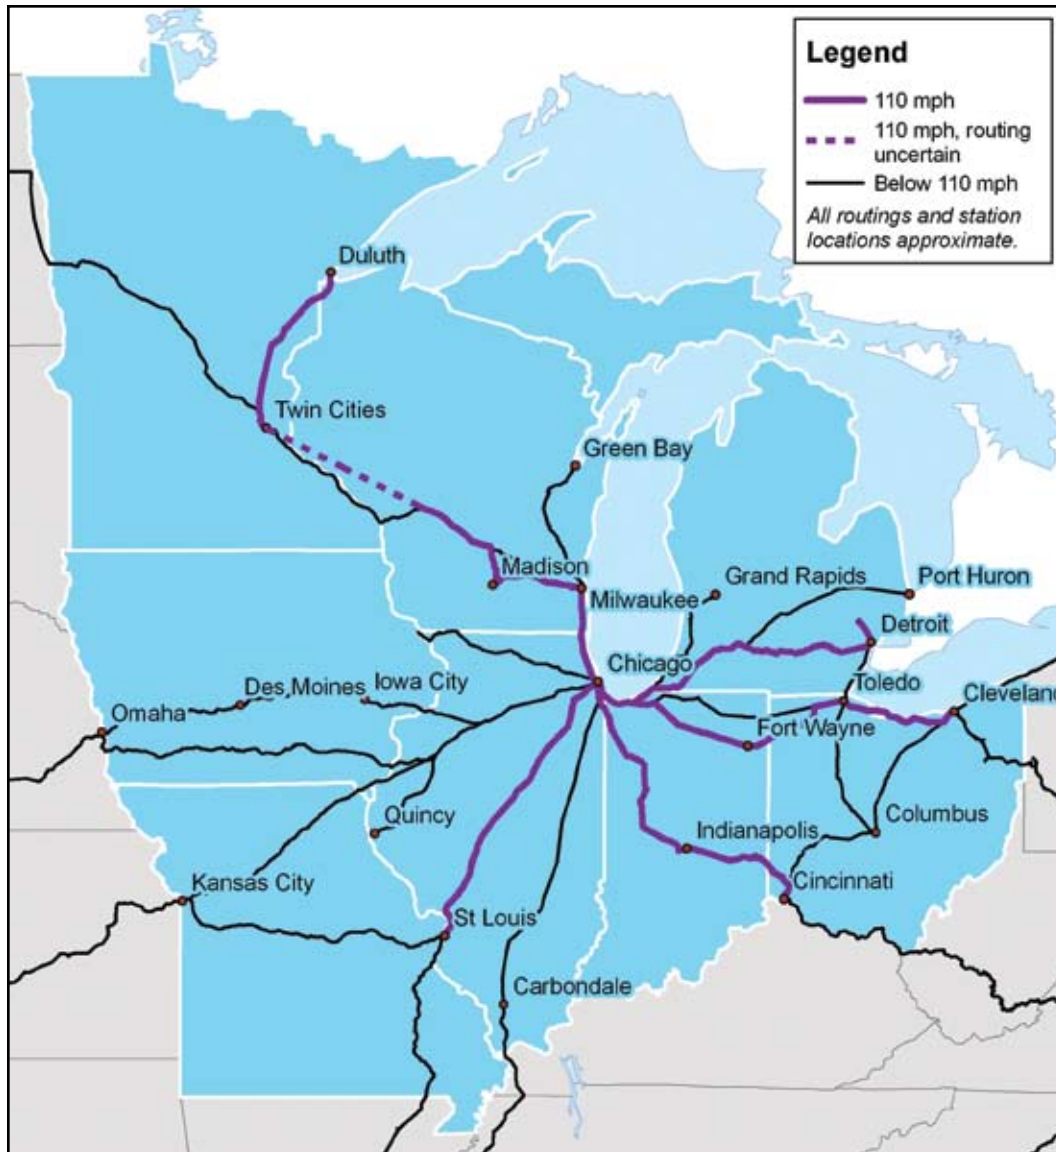 Legend
110 mph
110 mph, routing
uncertain
Below 110 mph
All routings and station
locations approximate.
Duluth
Twin Cities
Green Bay
Madison
Milwaukee
Grand Rapids
Port Huron
Detroit
Chicago
Toledo
Cleveland
Des Moines
Iowa City
Omaha
Fort Wayne
Quincy
Columbus
Indianapolis
Kansas City
Cincinnati
St Louis
Carbondale